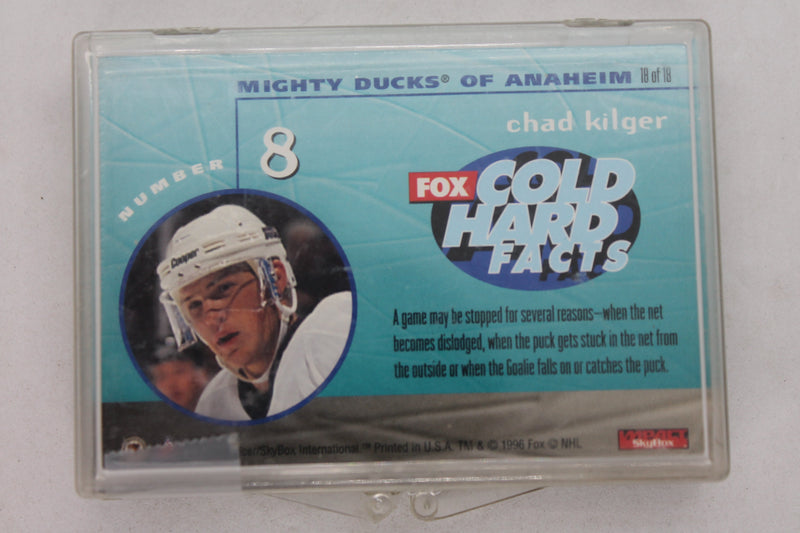 MIGHTY DUCKS® OF ANAHEIM 18 of 18
chad kilger
NUMBER 8
FOX COLD
HARD
FACTS
Cooper
A game may be stopped for several reasons—when the net
becomes dislodged, when the puck gets stuck in the net from
the outside or when the Goalie falls on or catches the puck.
/SkyBox International.™ Printed in U.S.A. TM & © 1996 Fox © NHL
IMPACT
SkyBox